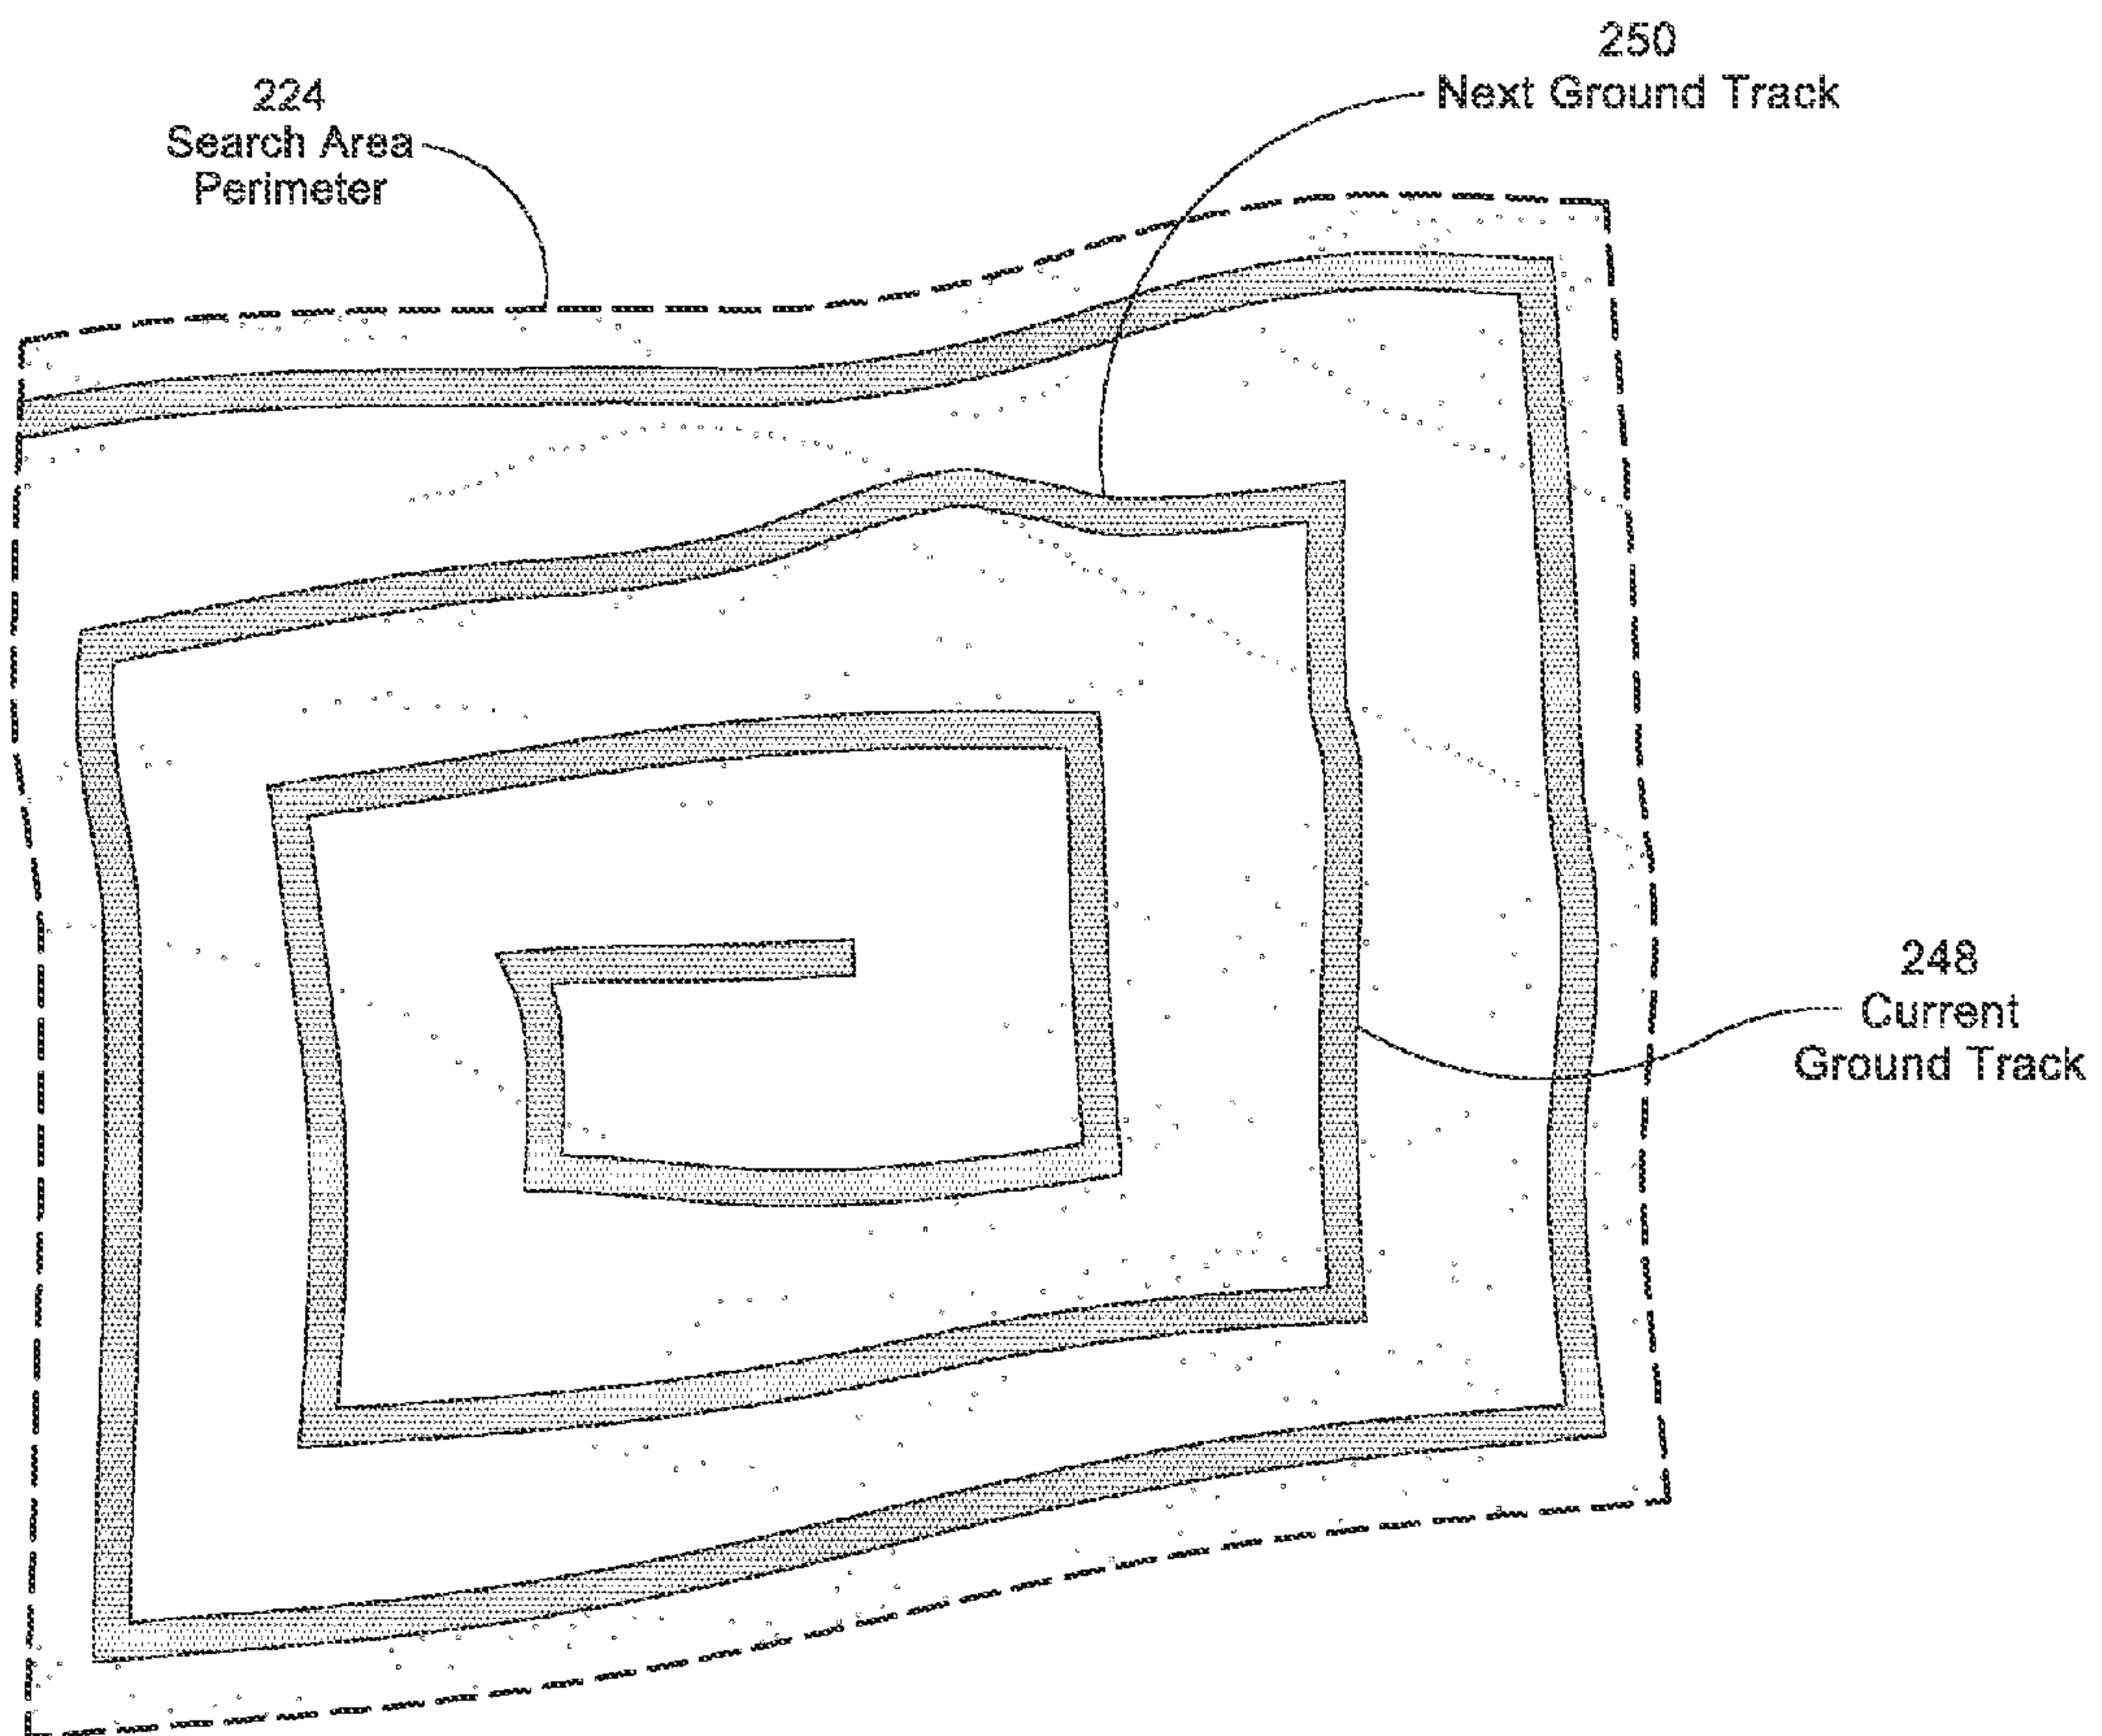 250
Next Ground Track
224
Search Area
Perimeter
248
Current
Ground Track